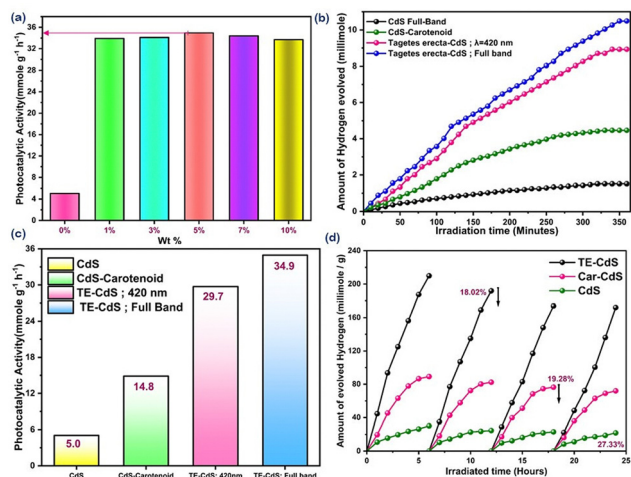 (a)
Photocatalytic Activity(mmole g⁻¹ h⁻¹)
36
32
28
24
20
16
12
8
4
0
0%
1%
3%
5%
7%
10%
Wt %
(b)
Amount of Hydrogen evolved (millimole)
10
8
6
4
2
0
CdS Full-Band
CdS-Carotenoid
Tagetes erecta-CdS ; λ=420 nm
Tagetes erecta-CdS ; Full band
0
50
100
150
200
250
300
350
Irradiation time (Minutes)
(c)
Photocatalytic Activity(mmole g⁻¹ h⁻¹)
36
27
18
9
0
CdS
CdS-Carotenoid
TE-CdS ; 420 nm
TE-CdS ; Full Band
5.0
14.8
29.7
34.9
CdS
CdS-Carotenoid
TE-CdS; 420nm
TE-CdS; Full band
(d)
Amount of evolved Hydrogen (millimole / g)
240
200
160
120
80
40
0
TE-CdS
Car-CdS
CdS
18.02%
19.28%
27.33%
0
5
10
15
20
25
Irradiated time (Hours)